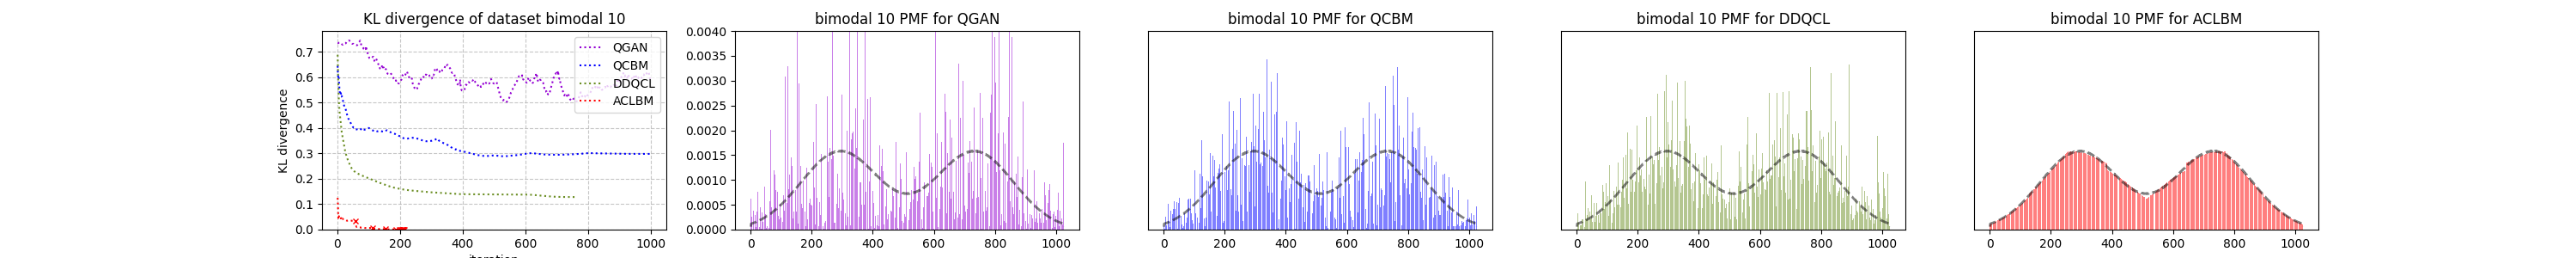 KL divergence of dataset bimodal 10
KL divergence
0.7
0.6
0.5
0.4
0.3
0.2
0.1
0.0
0 200 400 600 800 1000
iteration
QGAN
QCBM
DDQCL
ACLBM
bimodal 10 PMF for QGAN
0.0040
0.0035
0.0030
0.0025
0.0020
0.0015
0.0010
0.0005
0.0000
0 200 400 600 800 1000
bimodal 10 PMF for QCBM
0 200 400 600 800 1000
bimodal 10 PMF for DDQCL
0 200 400 600 800 1000
bimodal 10 PMF for ACLBM
0 200 400 600 800 1000